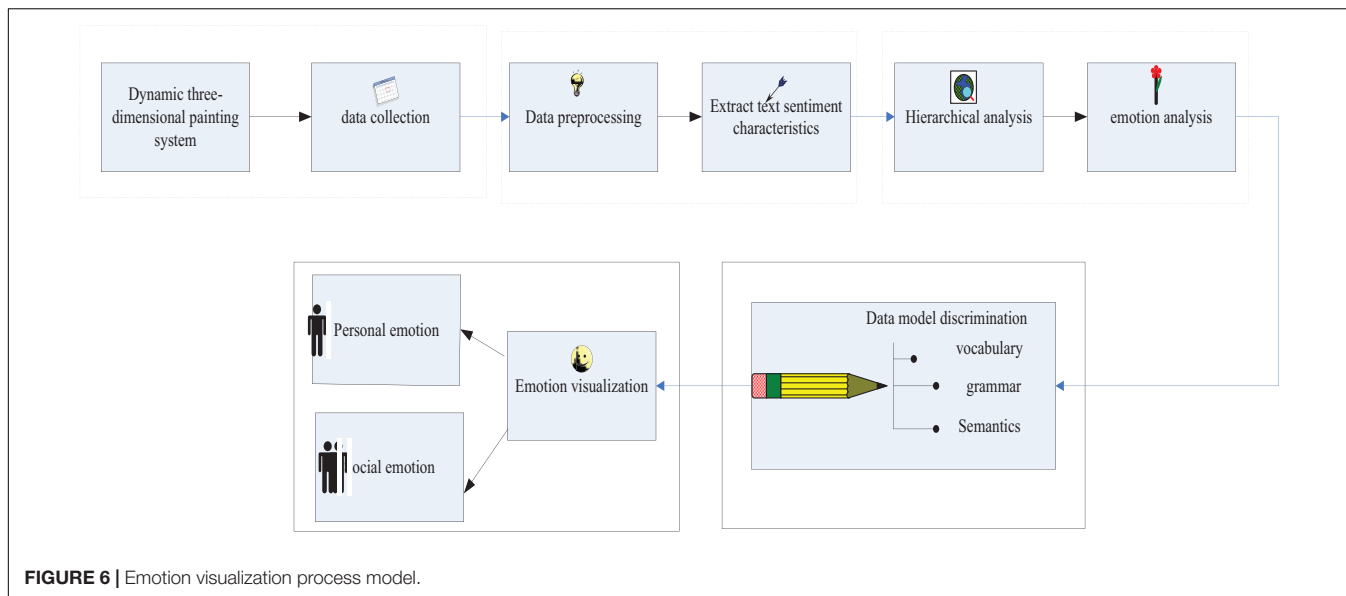 Dynamic three-
dimensional painting
system
data collection
Data preprocessing
Extract text sentiment
characteristics
Hierarchical analysis
emotion analysis
Personal emotion
ocial emotion
Emotion visualization
Data model discrimination
vocabulary
grammar
Semantics
FIGURE 6 | Emotion visualization process model.